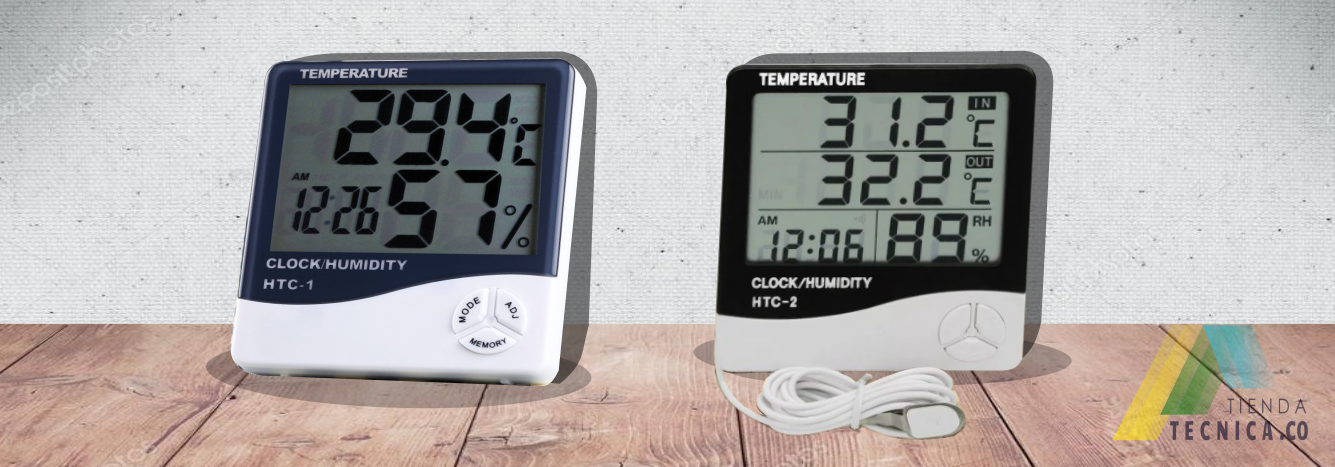 TEMPERATURE
29.4°C
AM
12:26 57%
CLOCK/HUMIDITY
HTC-1
MODE
ADJ
MEMORY
TEMPERATURE
31.2 °C IN
32.2 °C OUT
MIN
AM
12:06 89 RH %
CLOCK/HUMIDITY
HTC-2
TIENDA
TECNICA.CO